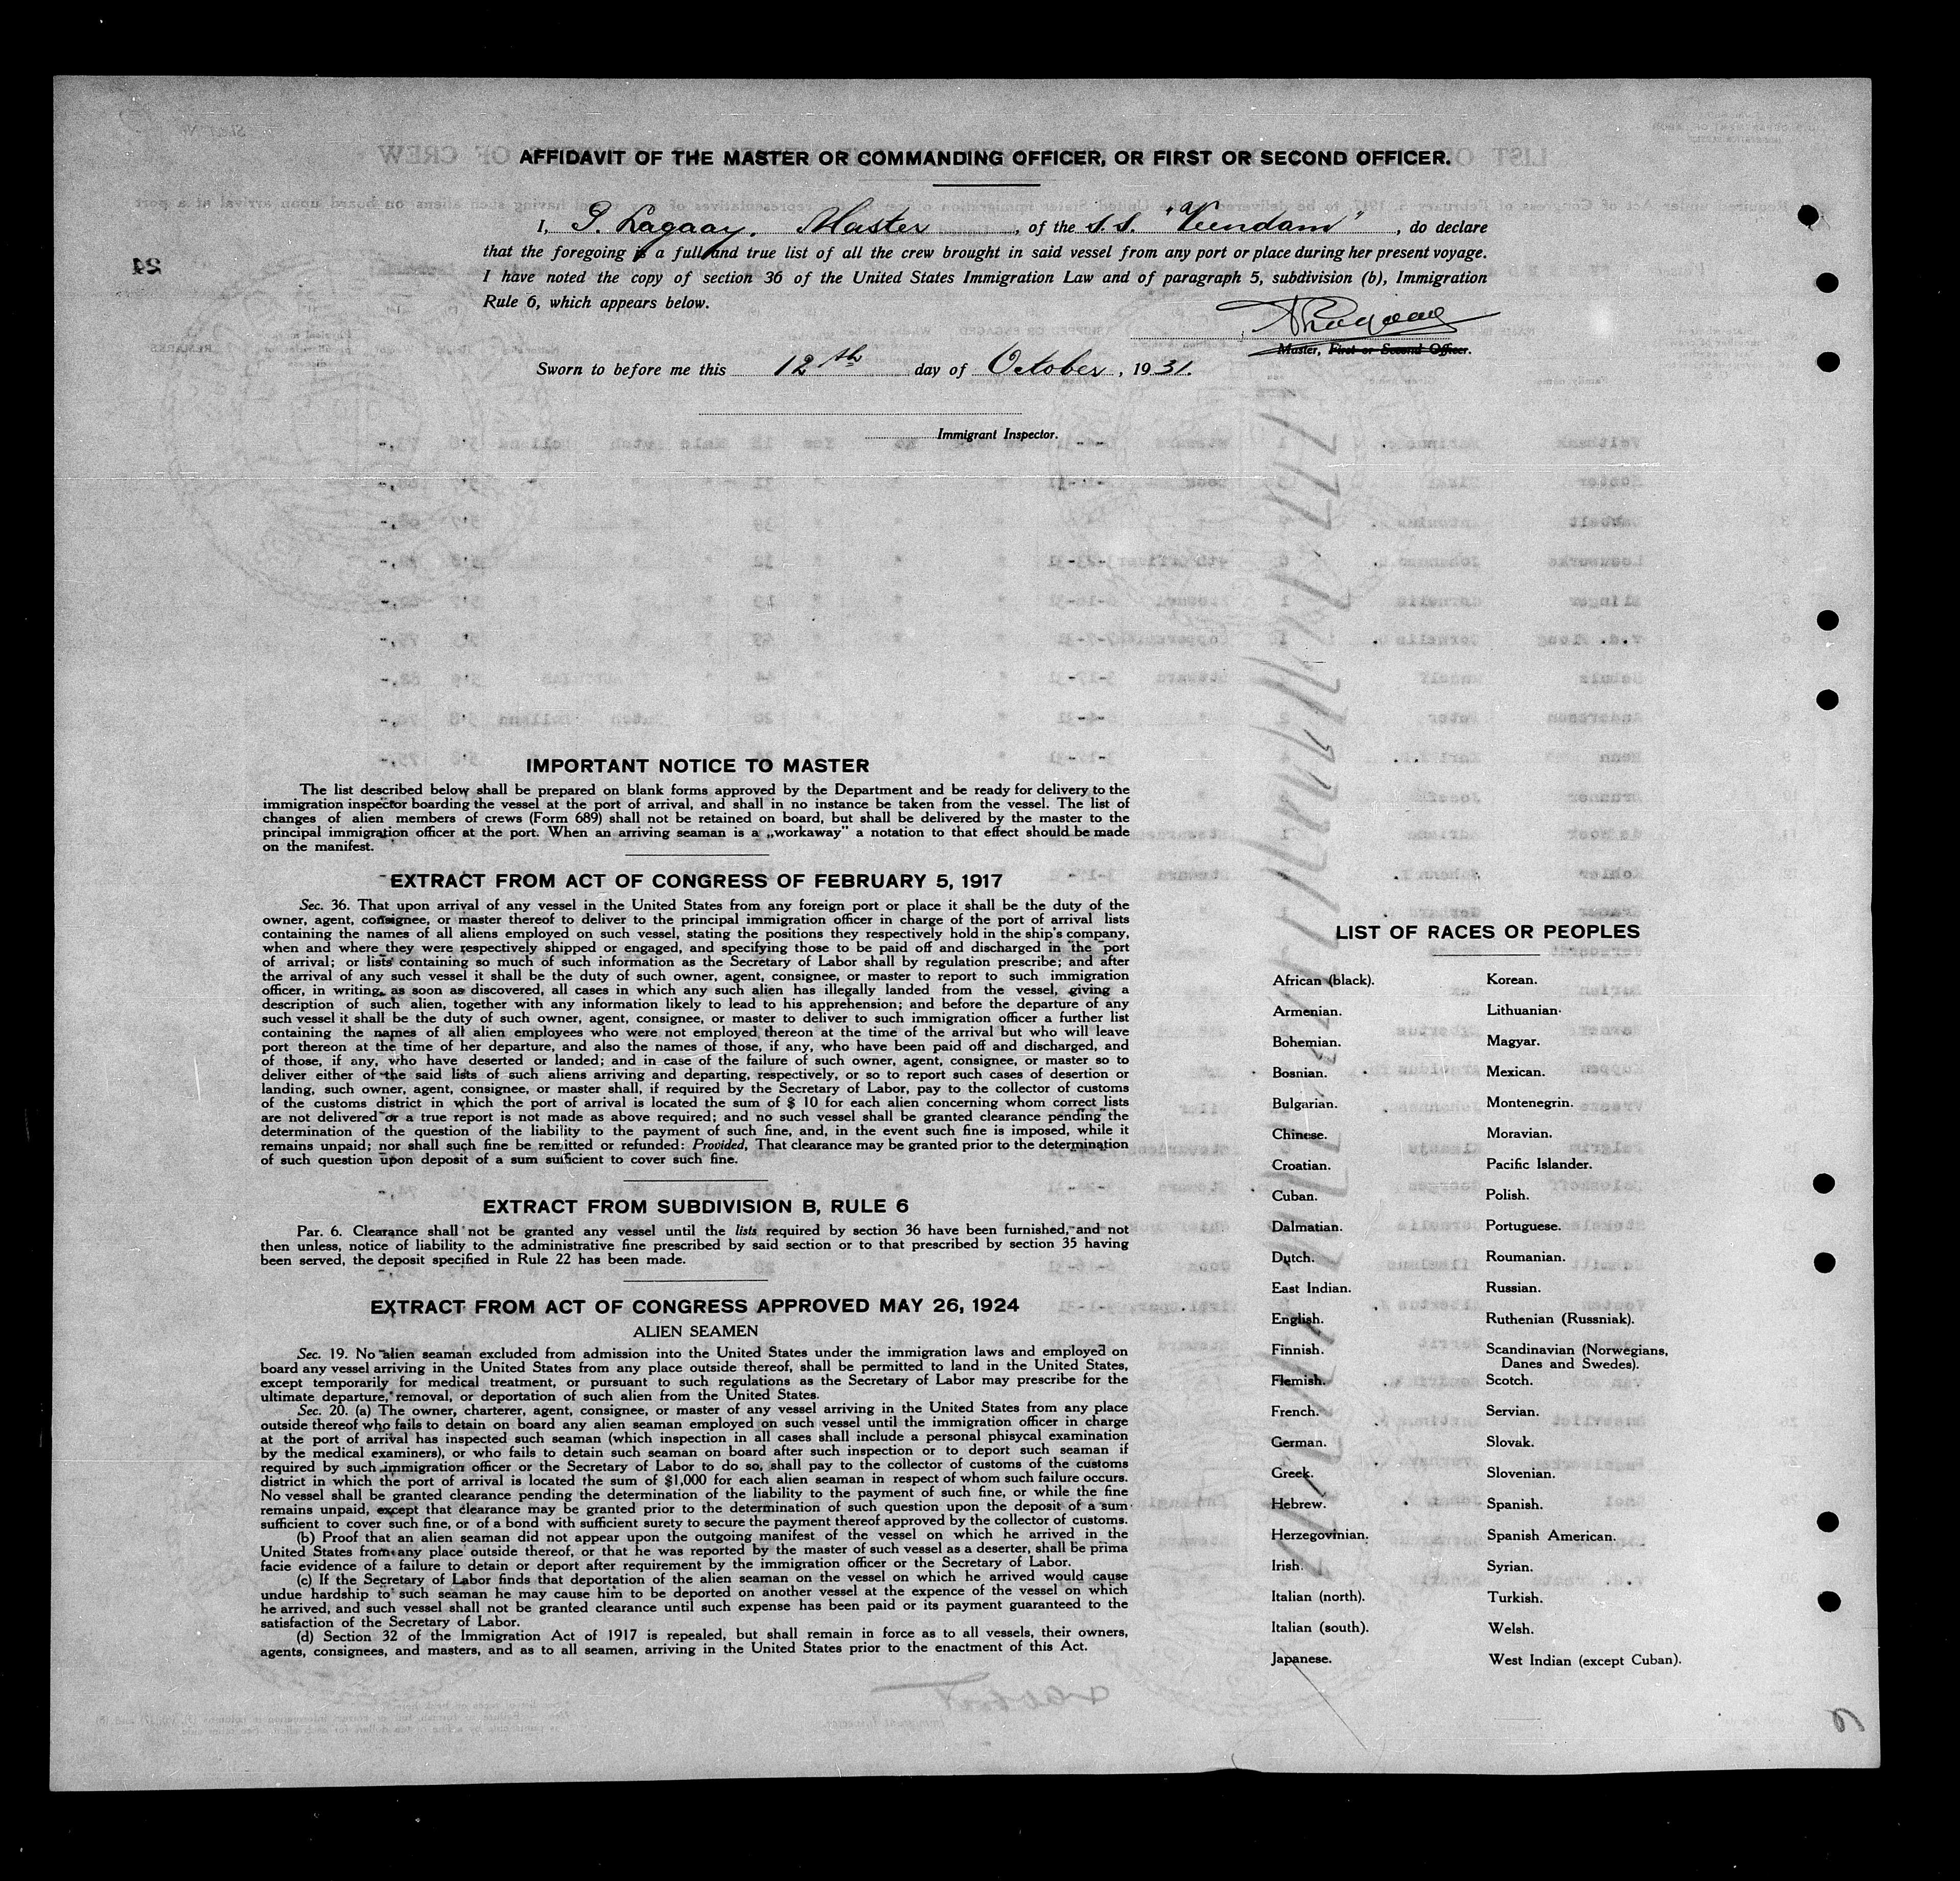 AFFIDAVIT OF THE MASTER OR COMMANDING OFFICER, OR FIRST OR SECOND OFFICER.
I, P. Lagaay. Master, of the s.s. "Veendam", do declare
that the foregoing is a full and true list of all the crew brought in said vessel from any port or place during her present voyage.
I have noted the copy of section 36 of the United States Immigration Law and of paragraph 5, subdivision (b), Immigration
Rule 6, which appears below.
Master, First or Second Officer.
Sworn to before me this 12th day of October, 1931.
Immigrant Inspector.
24
IMPORTANT NOTICE TO MASTER
The list described below shall be prepared on blank forms approved by the Department and be ready for delivery to the
immigration inspector boarding the vessel at the port of arrival, and shall in no instance be taken from the vessel. The list of
changes of alien members of crews (Form 689) shall not be retained on board, but shall be delivered by the master to the
principal immigration officer at the port. When an arriving seaman is a „workaway” a notation to that effect should be made
on the manifest.
EXTRACT FROM ACT OF CONGRESS OF FEBRUARY 5, 1917
Sec. 36. That upon arrival of any vessel in the United States from any foreign port or place it shall be the duty of the
owner, agent, consignee, or master thereof to deliver to the principal immigration officer in charge of the port of arrival lists
containing the names of all aliens employed on such vessel, stating the positions they respectively hold in the ship's company,
when and where they were respectively shipped or engaged, and specifying those to be paid off and discharged in the port
of arrival; or lists containing so much of such information as the Secretary of Labor shall by regulation prescribe; and after
the arrival of any such vessel it shall be the duty of such owner, agent, consignee, or master to report to such immigration
officer, in writing, as soon as discovered, all cases in which any such alien has illegally landed from the vessel, giving a
description of such alien, together with any information likely to lead to his apprehension; and before the departure of any
such vessel it shall be the duty of such owner, agent, consignee, or master to deliver to such immigration officer a further list
containing the names of all alien employees who were not employed thereon at the time of the arrival but who will leave
port thereon at the time of her departure, and also the names of those, if any, who have been paid off and discharged, and
of those, if any, who have deserted or landed; and in case of the failure of such owner, agent, consignee, or master so to
deliver either of the said lists of such aliens arriving and departing, respectively, or so to report such cases of desertion or
landing, such owner, agent, consignee, or master shall, if required by the Secretary of Labor, pay to the collector of customs
of the customs district in which the port of arrival is located the sum of $ 10 for each alien concerning whom correct lists
are not delivered or a true report is not made as above required; and no such vessel shall be granted clearance pending the
determination of the question of the liability to the payment of such fine, and, in the event such fine is imposed, while it
remains unpaid; nor shall such fine be remitted or refunded: Provided, That clearance may be granted prior to the determination
of such question upon deposit of a sum sufficient to cover such fine.
EXTRACT FROM SUBDIVISION B, RULE 6
Par. 6. Clearance shall not be granted any vessel until the lists required by section 36 have been furnished, and not
then unless, notice of liability to the administrative fine prescribed by said section or to that prescribed by section 35 having
been served, the deposit specified in Rule 22 has been made.
EXTRACT FROM ACT OF CONGRESS APPROVED MAY 26, 1924
ALIEN SEAMEN
Sec. 19. No alien seaman excluded from admission into the United States under the immigration laws and employed on
board any vessel arriving in the United States from any place outside thereof, shall be permitted to land in the United States,
except temporarily for medical treatment, or pursuant to such regulations as the Secretary of Labor may prescribe for the
ultimate departure, removal, or deportation of such alien from the United States.
Sec. 20. (a) The owner, charterer, agent, consignee, or master of any vessel arriving in the United States from any place
outside thereof who fails to detain on board any alien seaman employed on such vessel until the immigration officer in charge
at the port of arrival has inspected such seaman (which inspection in all cases shall include a personal phisycal examination
by the medical examiners), or who fails to detain such seaman on board after such inspection or to deport such seaman if
required by such immigration officer or the Secretary of Labor to do so, shall pay to the collector of customs of the customs
district in which the port of arrival is located the sum of $1,000 for each alien seaman in respect of whom such failure occurs.
No vessel shall be granted clearance pending the determination of the liability to the payment of such fine, or while the fine
remains unpaid, except that clearance may be granted prior to the determination of such question upon the deposit of a sum
sufficient to cover such fine, or of a bond with sufficient surety to secure the payment thereof approved by the collector of customs.
(b) Proof that an alien seaman did not appear upon the outgoing manifest of the vessel on which he arrived in the
United States from any place outside thereof, or that he was reported by the master of such vessel as a deserter, shall be prima
facie evidence of a failure to detain or deport after requirement by the immigration officer or the Secretary of Labor.
(c) If the Secretary of Labor finds that deportation of the alien seaman on the vessel on which he arrived would cause
undue hardship to such seaman he may cause him to be deported on another vessel at the expence of the vessel on which
he arrived, and such vessel shall not be granted clearance until such expense has been paid or its payment guaranteed to the
satisfaction of the Secretary of Labor.
(d) Section 32 of the Immigration Act of 1917 is repealed, but shall remain in force as to all vessels, their owners,
agents, consignees, and masters, and as to all seamen, arriving in the United States prior to the enactment of this Act.
LIST OF RACES OR PEOPLES
African (black).
Armenian.
Bohemian.
Bosnian.
Bulgarian.
Chinese.
Croatian.
Cuban.
Dalmatian.
Dutch.
East Indian.
English.
Finnish.
Flemish.
French.
German.
Greek.
Hebrew.
Herzegovinian.
Irish.
Italian (north).
Italian (south).
Japanese.
Korean.
Lithuanian.
Magyar.
Mexican.
Montenegrin.
Moravian.
Pacific Islander.
Polish.
Portuguese.
Roumanian.
Russian.
Ruthenian (Russniak).
Scandinavian (Norwegians,
Danes and Swedes).
Scotch.
Servian.
Slovak.
Slovenian.
Spanish.
Spanish American.
Syrian.
Turkish.
Welsh.
West Indian (except Cuban).